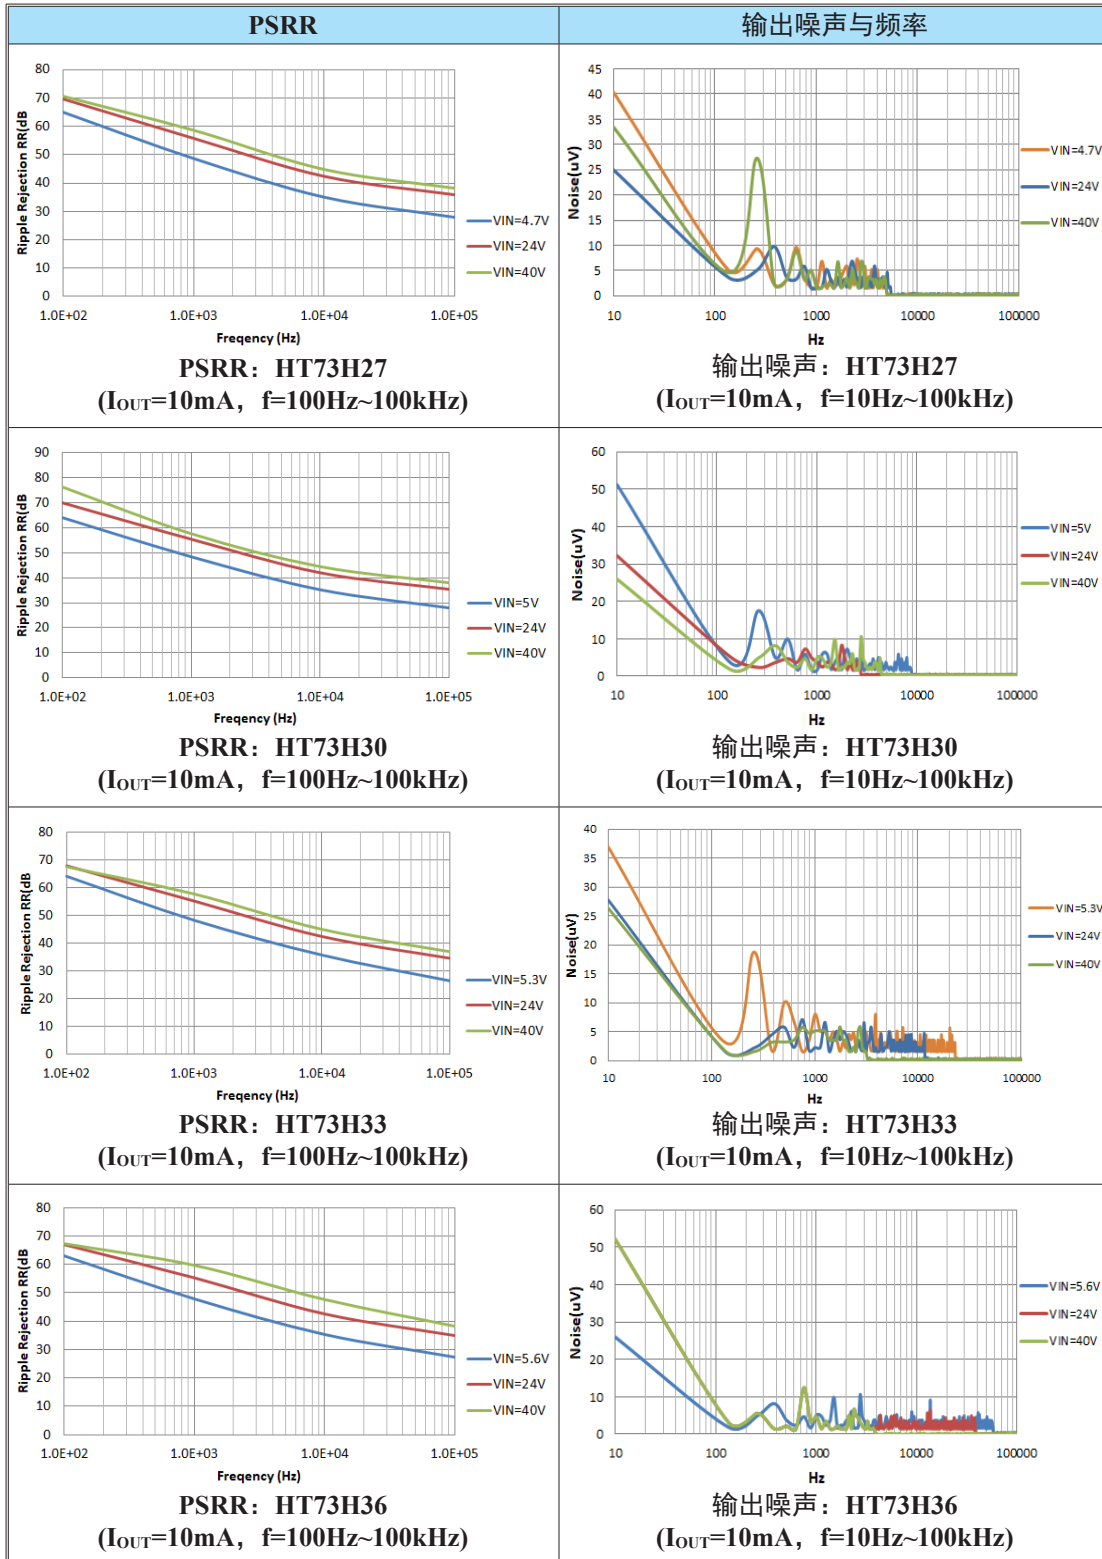 PSRR
输出噪声与频率
80
70
60
50
40
30
20
10
0
Ripple Rejection RR(dB
1.0E+02
1.0E+03
1.0E+04
1.0E+05
Freqency (Hz)
VIN=4.7V
VIN=24V
VIN=40V
PSRR：HT73H27
(IOUT=10mA，f=100Hz~100kHz)
45
40
35
30
25
20
15
10
5
0
Noise(uV)
10
100
1000
10000
100000
Hz
VIN=4.7V
VIN=24V
VIN=40V
输出噪声：HT73H27
(IOUT=10mA，f=10Hz~100kHz)
90
80
70
60
50
40
30
20
10
0
Ripple Rejection RR(dB
1.0E+02
1.0E+03
1.0E+04
1.0E+05
Freqency (Hz)
VIN=5V
VIN=24V
VIN=40V
PSRR：HT73H30
(IOUT=10mA，f=100Hz~100kHz)
60
50
40
30
20
10
0
Noise(uV)
10
100
1000
10000
100000
Hz
VIN=5V
VIN=24V
VIN=40V
输出噪声：HT73H30
(IOUT=10mA，f=10Hz~100kHz)
80
70
60
50
40
30
20
10
0
Ripple Rejection RR(dB
1.0E+02
1.0E+03
1.0E+04
1.0E+05
Freqency (Hz)
VIN=5.3V
VIN=24V
VIN=40V
PSRR：HT73H33
(IOUT=10mA，f=100Hz~100kHz)
40
35
30
25
20
15
10
5
0
Noise(uV)
10
100
1000
10000
100000
Hz
VIN=5.3V
VIN=24V
VIN=40V
输出噪声：HT73H33
(IOUT=10mA，f=10Hz~100kHz)
80
70
60
50
40
30
20
10
0
Ripple Rejection RR(dB
1.0E+02
1.0E+03
1.0E+04
1.0E+05
Freqency (Hz)
VIN=5.6V
VIN=24V
VIN=40V
PSRR：HT73H36
(IOUT=10mA，f=100Hz~100kHz)
60
50
40
30
20
10
0
Noise(uV)
10
100
1000
10000
100000
Hz
VIN=5.6V
VIN=24V
VIN=40V
输出噪声：HT73H36
(IOUT=10mA，f=10Hz~100kHz)